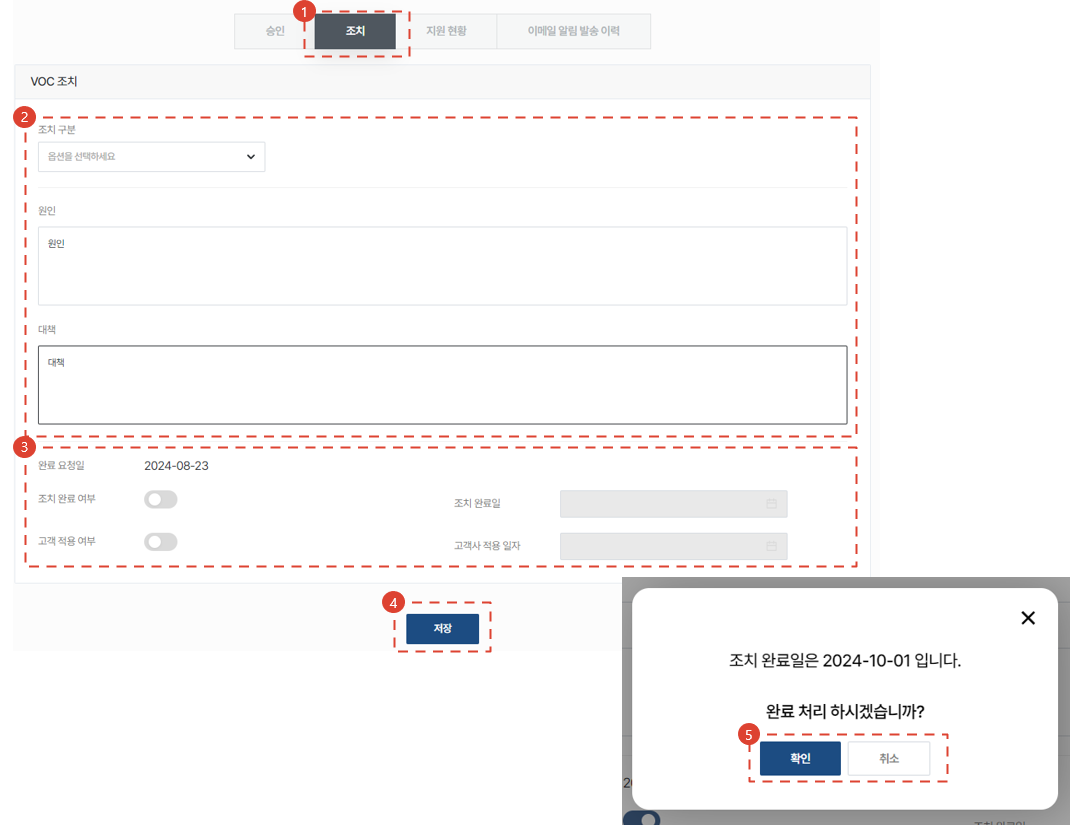 1
승인 조치 지원 현황 이메일 알림 발송 이력
VOC 조치
2
조치 구분
옵션을 선택하세요
원인
원인
대책
대책
3
완료 요청일 2024-08-23
조치 완료 여부 조치 완료일
고객 적용 여부 고객사 적용 일자
4
저장
조치 완료일은 2024-10-01 입니다.
완료 처리 하시겠습니까?
5
확인 취소